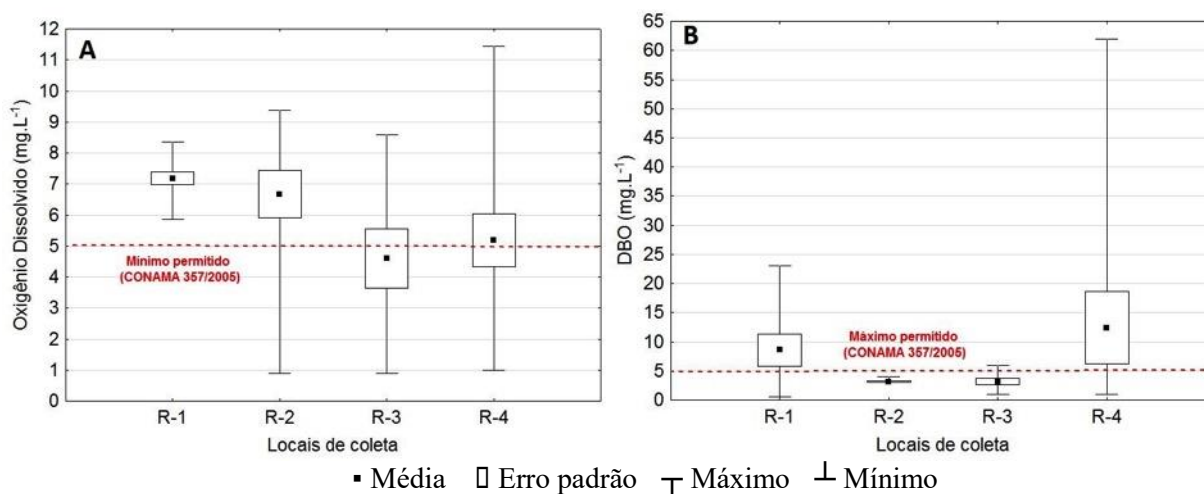 A
Oxigênio Dissolvido (mg.L⁻¹)
12
11
10
9
8
7
6
5
4
3
2
1
0
Mínimo permitido
(CONAMA 357/2005)
R-1 R-2 R-3 R-4
Locais de coleta
B
DBO (mg.L⁻¹)
65
60
55
50
45
40
35
30
25
20
15
10
5
0
Máximo permitido
(CONAMA 357/2005)
R-1 R-2 R-3 R-4
Locais de coleta
Média Erro padrão Máximo Mínimo